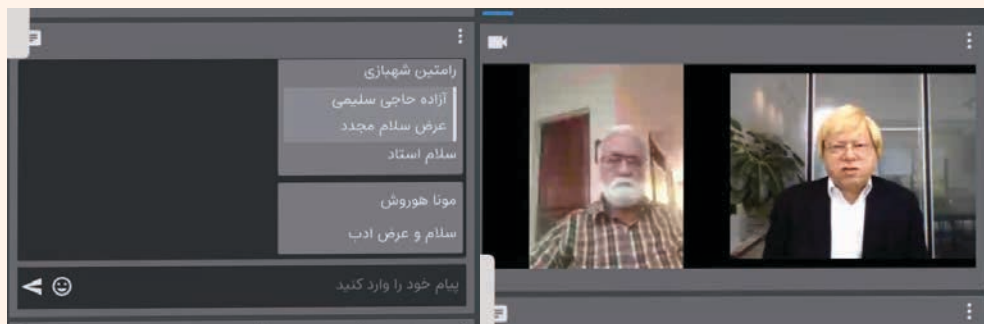 رامتین شهبازی
آزاده حاجی سلیمی
عرض سلام مجدد
سلام استاد
مونا هوروش
سلام و عرض ادب
پیام خود را وارد کنید